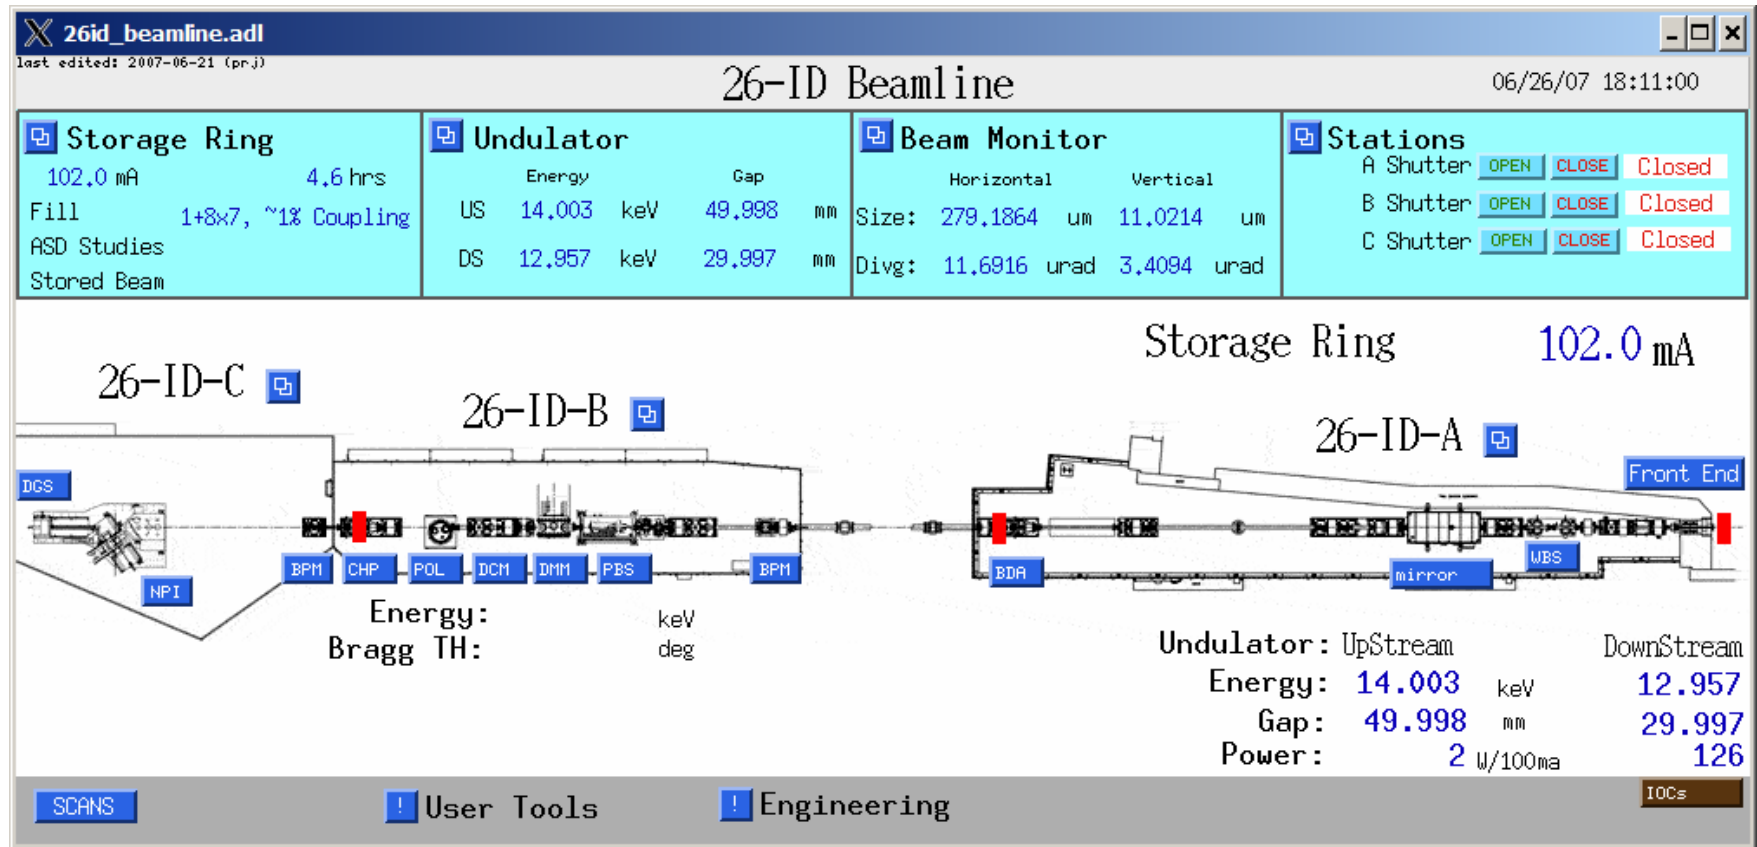 26id_beamline.adl
last edited: 2007-06-21 (prj)
26-ID Beamline
06/26/07 18:11:00
Storage Ring
102.0 mA 4.6 hrs
Fill 1+8x7, ~1% Coupling
ASD Studies
Stored Beam
Undulator
Energy Gap
US 14.003 keV 49.998 mm
DS 12.957 keV 29.997 mm
Beam Monitor
Horizontal Vertical
Size: 279.1864 um 11.0214 um
Divg: 11.6916 urad 3.4094 urad
Stations
A Shutter OPEN CLOSE Closed
B Shutter OPEN CLOSE Closed
C Shutter OPEN CLOSE Closed
Storage Ring 102.0 mA
26-ID-C
26-ID-B
26-ID-A
Front End
DGS
NPI
BPM CHP POL DCM DMM PBS BPM
BDA
mirror
WBS
Energy: keV
Bragg TH: deg
Undulator: UpStream DownStream
Energy: 14.003 keV 12.957
Gap: 49.998 mm 29.997
Power: 2 W/100ma 126
SCANS
! User Tools
! Engineering
IOCs